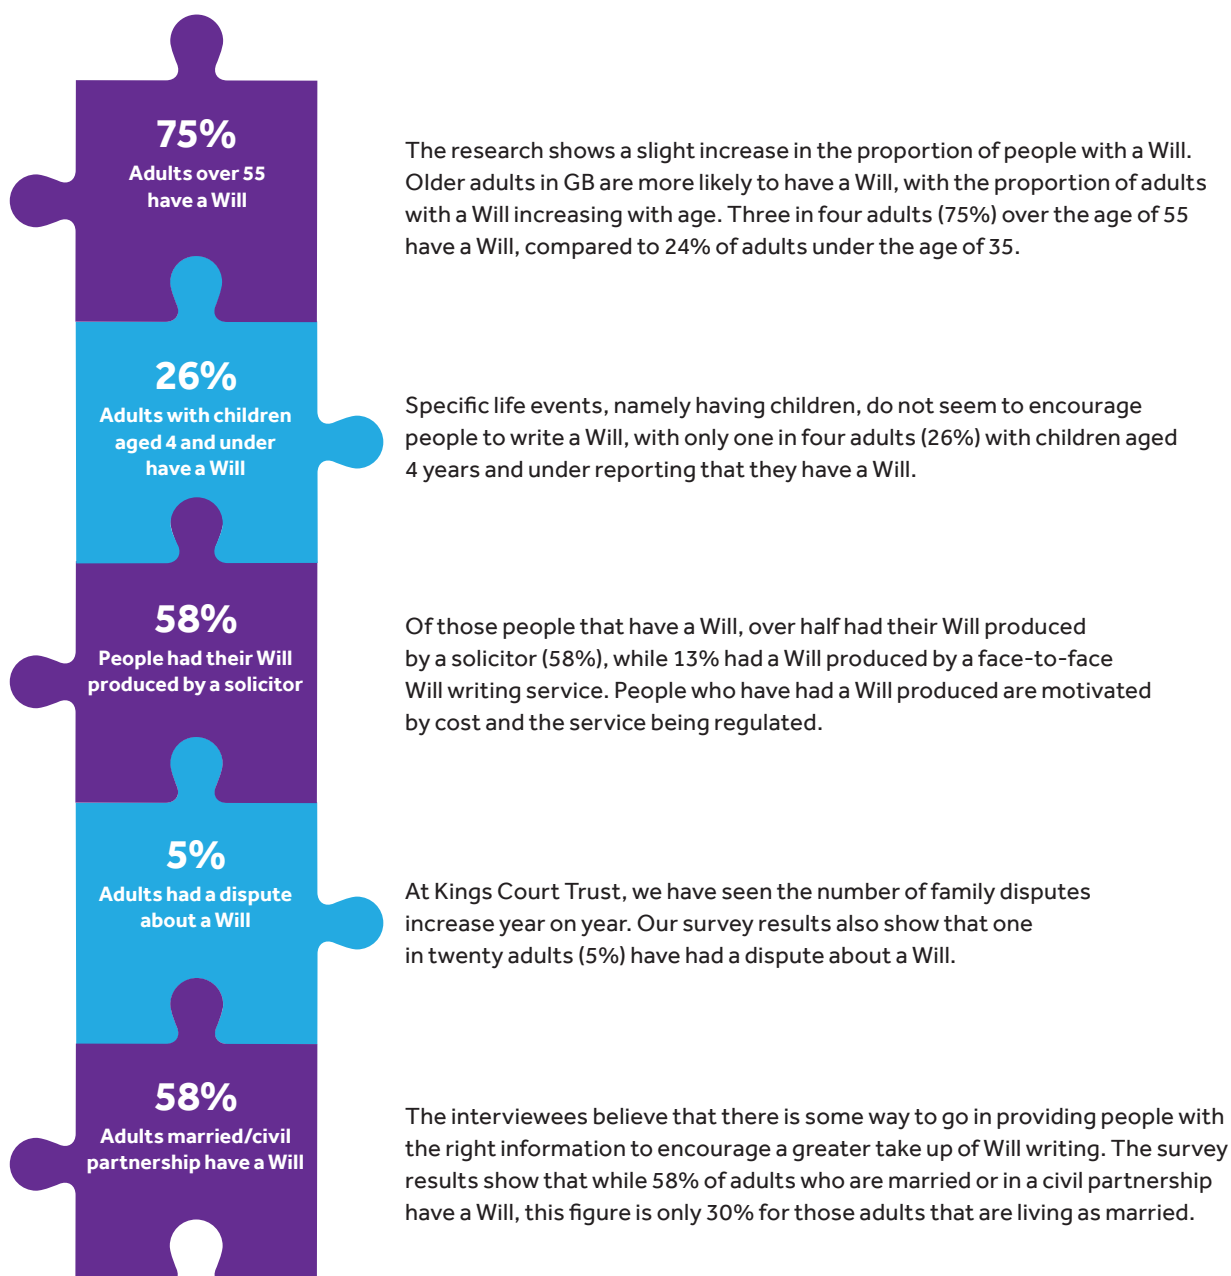 75%
Adults over 55
have a Will
The research shows a slight increase in the proportion of people with a Will.
Older adults in GB are more likely to have a Will, with the proportion of adults
with a Will increasing with age. Three in four adults (75%) over the age of 55
have a Will, compared to 24% of adults under the age of 35.
26%
Adults with children
aged 4 and under
have a Will
Specific life events, namely having children, do not seem to encourage
people to write a Will, with only one in four adults (26%) with children aged
4 years and under reporting that they have a Will.
58%
People had their Will
produced by a solicitor
Of those people that have a Will, over half had their Will produced
by a solicitor (58%), while 13% had a Will produced by a face-to-face
Will writing service. People who have had a Will produced are motivated
by cost and the service being regulated.
5%
Adults had a dispute
about a Will
At Kings Court Trust, we have seen the number of family disputes
increase year on year. Our survey results also show that one
in twenty adults (5%) have had a dispute about a Will.
58%
Adults married/civil
partnership have a Will
The interviewees believe that there is some way to go in providing people with
the right information to encourage a greater take up of Will writing. The survey
results show that while 58% of adults who are married or in a civil partnership
have a Will, this figure is only 30% for those adults that are living as married.